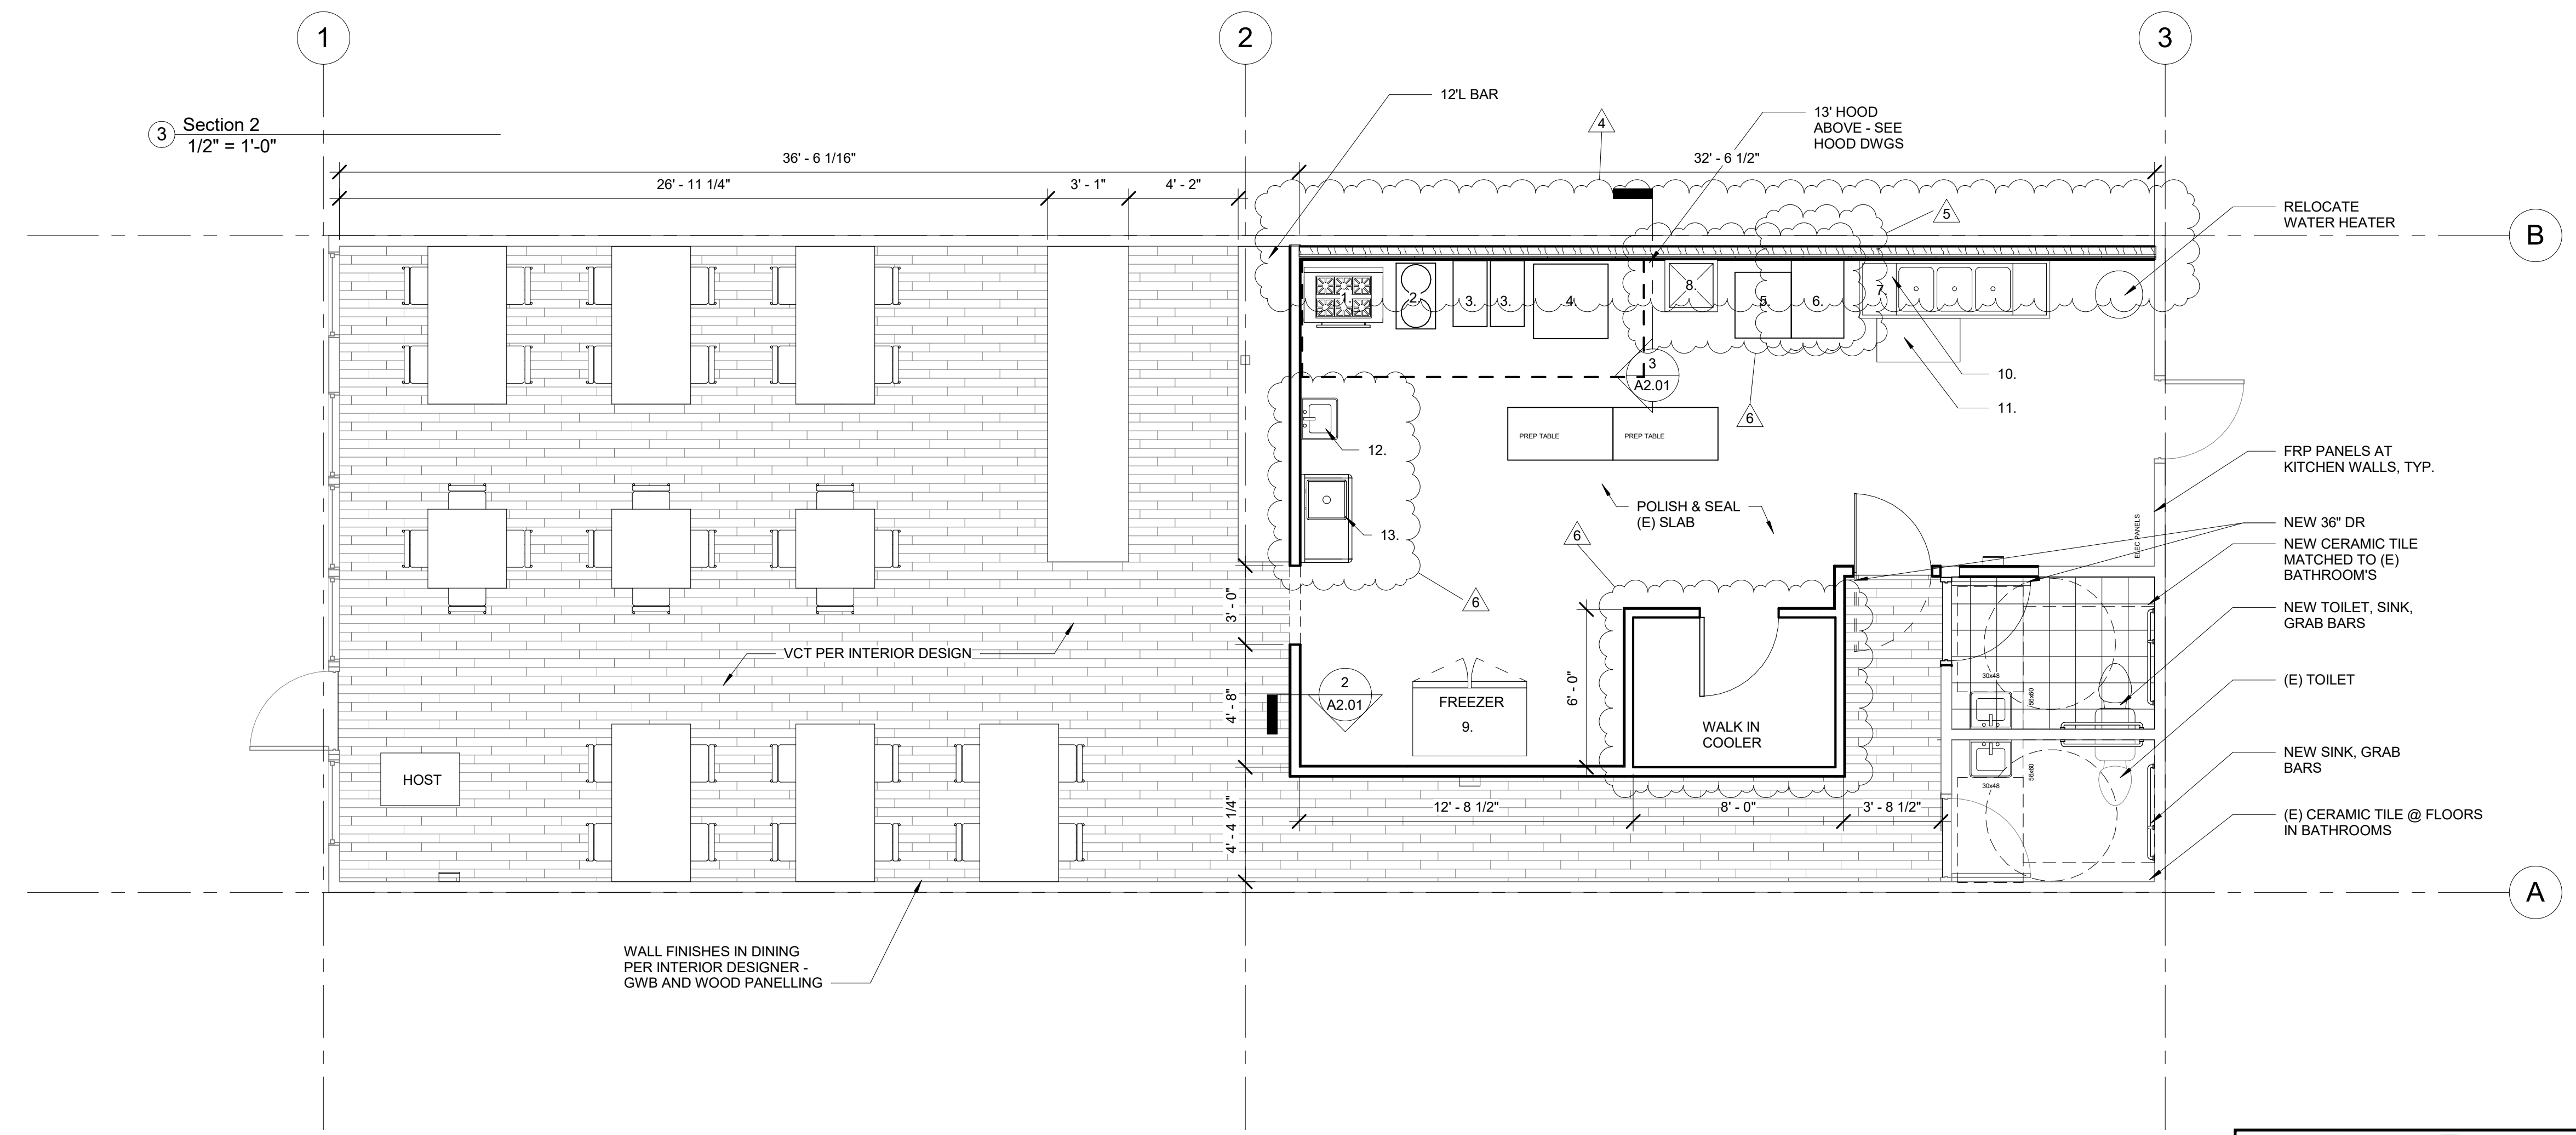 1
2
3
3
Section 2
1/2" = 1'-0"
12'L BAR
13' HOOD
ABOVE - SEE
HOOD DWGS
4
36' - 6 1/16"
32' - 6 1/2"
26' - 11 1/4"
3' - 1"
4' - 2"
5
RELOCATE
WATER HEATER
B
1.
2.
3.
3.
4.
8.
5.
6.
7.
3
A2.01
10.
11.
6
12.
PREP TABLE
PREP TABLE
FRP PANELS AT
KITCHEN WALLS, TYP.
POLISH & SEAL
(E) SLAB
13.
6
ELEC PANELS
NEW 36" DR
NEW CERAMIC TILE
MATCHED TO (E)
BATHROOM'S
6
3' - 0"
NEW TOILET, SINK,
GRAB BARS
VCT PER INTERIOR DESIGN
2
A2.01
4' - 8"
FREEZER
9.
6' - 0"
WALK IN
COOLER
30x48
56x60
(E) TOILET
HOST
30x48
56x60
NEW SINK, GRAB
BARS
4' - 4 1/4"
12' - 8 1/2"
8' - 0"
3' - 8 1/2"
(E) CERAMIC TILE @ FLOORS
IN BATHROOMS
A
WALL FINISHES IN DINING
PER INTERIOR DESIGNER -
GWB AND WOOD PANELLING